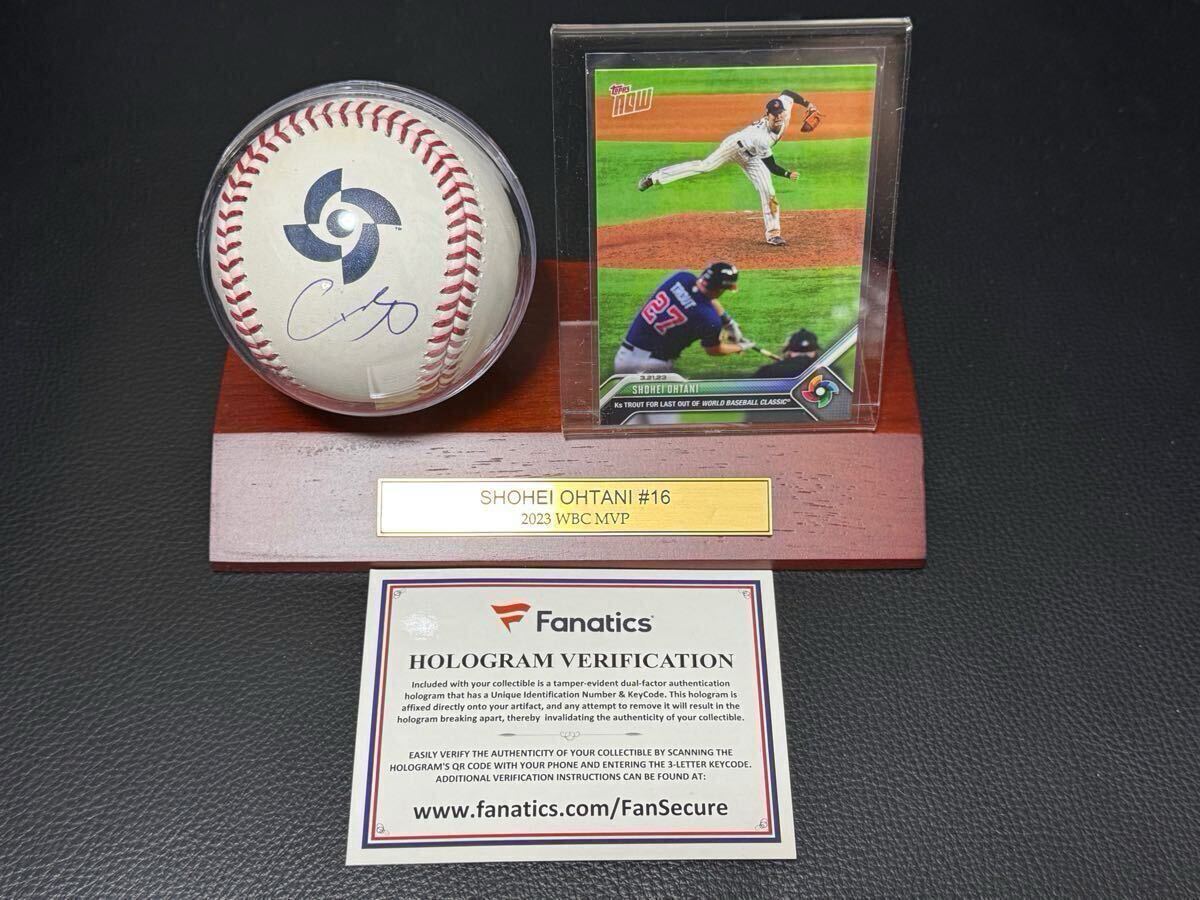 TOPPS NOW
TROUT
27
3.21.23
SHOHEI OHTANI
Ks TROUT FOR LAST OUT OF WORLD BASEBALL CLASSIC®
™
SHOHEI OHTANI #16
2023 WBC MVP
Fanatics
HOLOGRAM VERIFICATION
Included with your collectible is a tamper-evident dual-factor authentication
hologram that has a Unique Identification Number & KeyCode. This hologram is
affixed directly onto your artifact, and any attempt to remove it will result in the
hologram breaking apart, thereby invalidating the authenticity of your collectible.
EASILY VERIFY THE AUTHENTICITY OF YOUR COLLECTIBLE BY SCANNING THE
HOLOGRAM'S QR CODE WITH YOUR PHONE AND ENTERING THE 3-LETTER KEYCODE.
ADDITIONAL VERIFICATION INSTRUCTIONS CAN BE FOUND AT:
www.fanatics.com/FanSecure